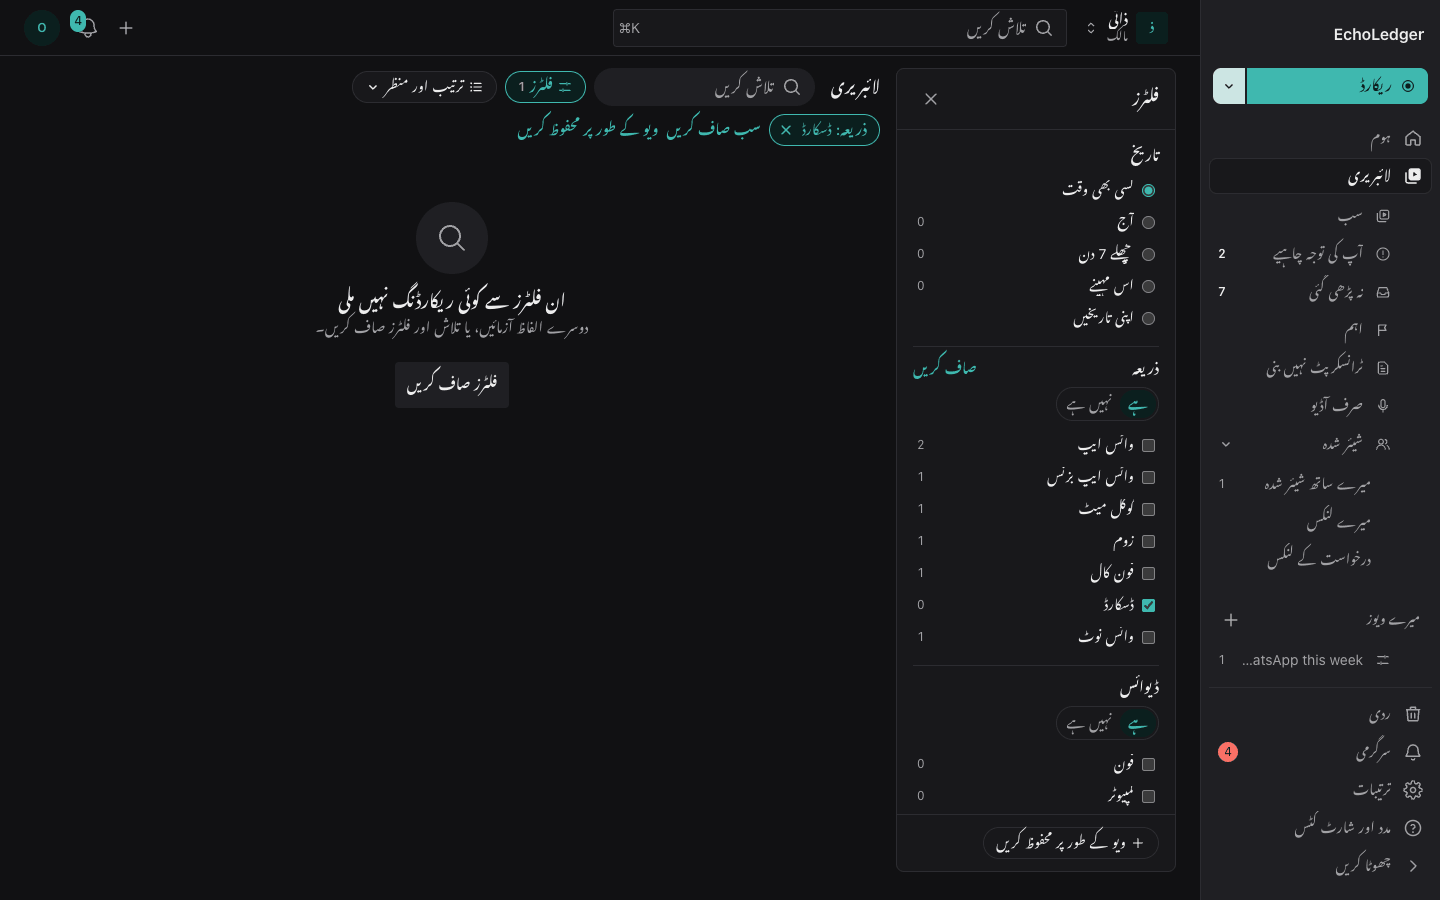 EchoLedger
ریکارڈ
ہوم
لائبریری
سب
آپ کی توجہ چاہیے 2
نہ پڑھی گئی 7
اہم
ٹرانسکرپٹ نہیں بنی
صرف آڈیو
شیئر شدہ
میرے ساتھ شیئر شدہ 1
میرے لنکس
درخواست کے لنکس
میرے ویوز
…atsApp this week 1
ردی
سرگرمی 4
ترتیبات
مدد اور شارٹ کٹس
چھوٹا کریں
ذ ذاتی
مالک
تلاش کریں ⌘K
4
O
فلٹرز
تاریخ
کسی بھی وقت
آج 0
پچھلے 7 دن 0
اس مہینے 0
اپنی تاریخیں
ذریعہ صاف کریں
ہے نہیں ہے
واٹس ایپ 2
واٹس ایپ بزنس 1
گوگل میٹ 1
زوم 1
فون کال 1
ڈسکارڈ 0
وائس نوٹ 1
ڈیوائس
ہے نہیں ہے
فون 0
کمپیوٹر 0
ویو کے طور پر محفوظ کریں
لائبریری تلاش کریں فلٹرز 1 ترتیب اور منظر
ذریعہ: ڈسکارڈ سب صاف کریں ویو کے طور پر محفوظ کریں
ان فلٹرز سے کوئی ریکارڈنگ نہیں ملی
دوسرے الفاظ آزمائیں، یا تلاش اور فلٹرز صاف کریں۔
فلٹرز صاف کریں